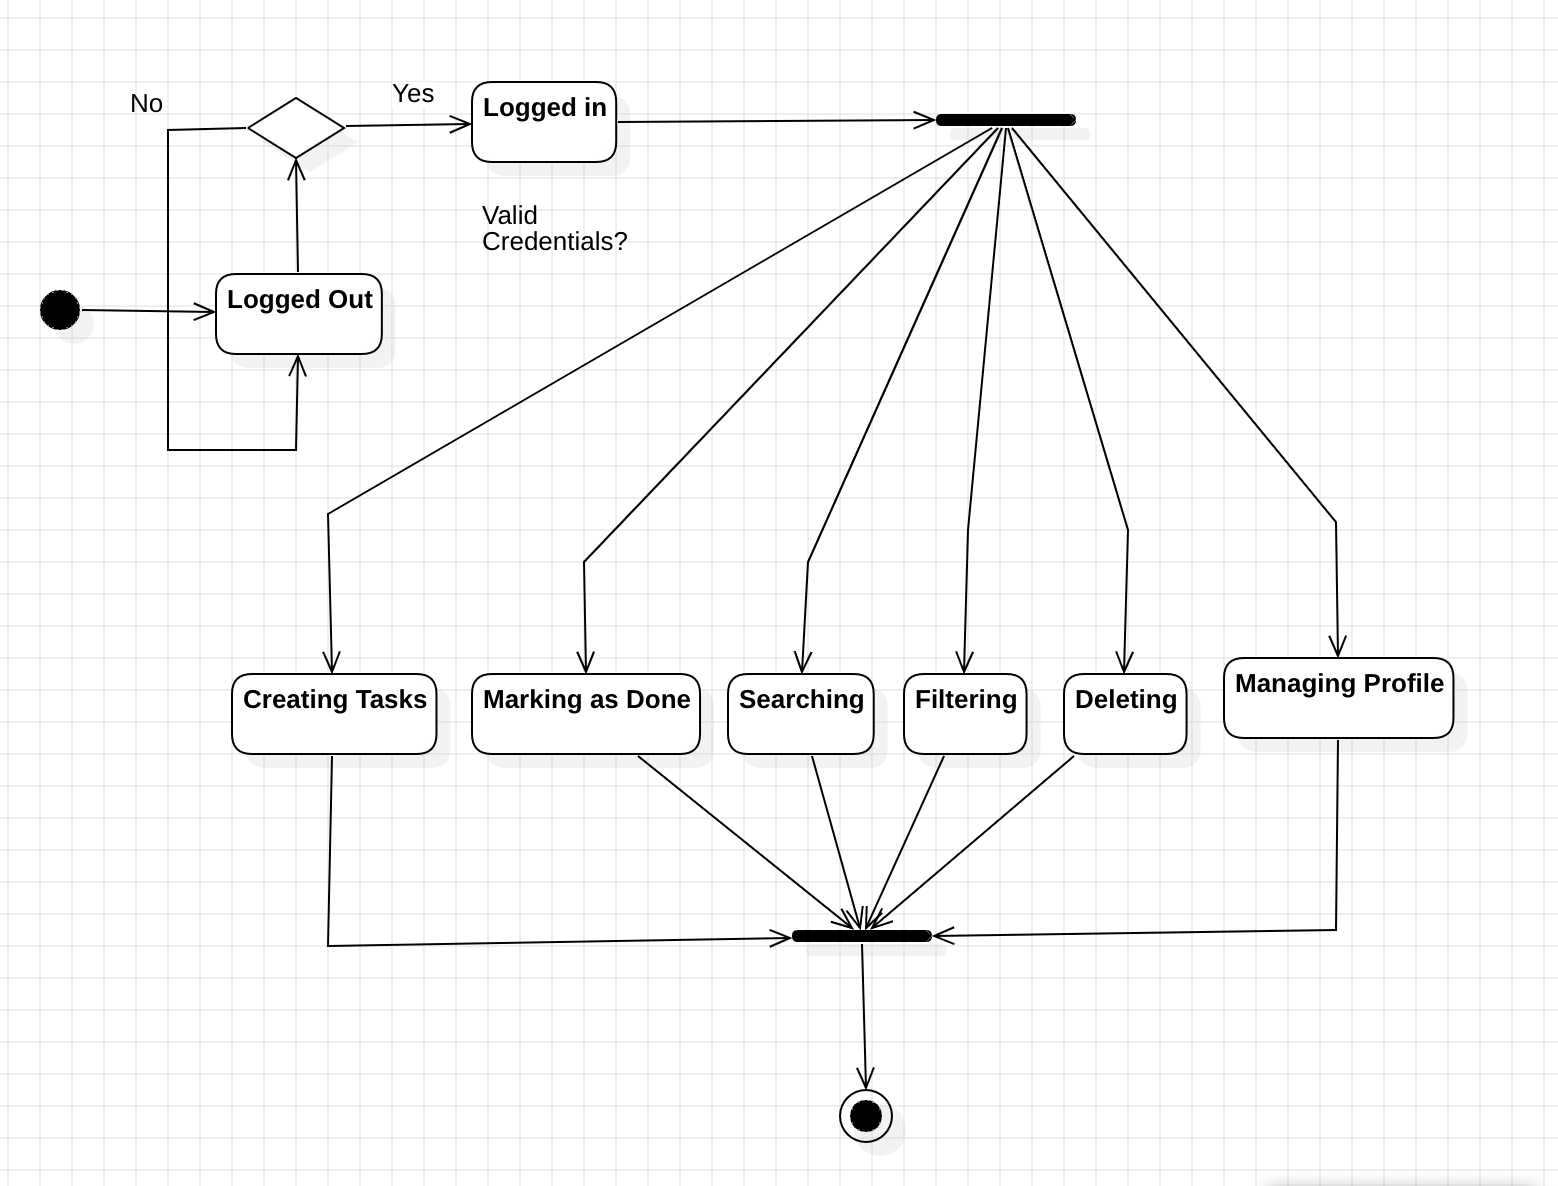 No
Yes
Logged in
Valid
Credentials?
Logged Out
Creating Tasks
Marking as Done
Searching
Filtering
Deleting
Managing Profile